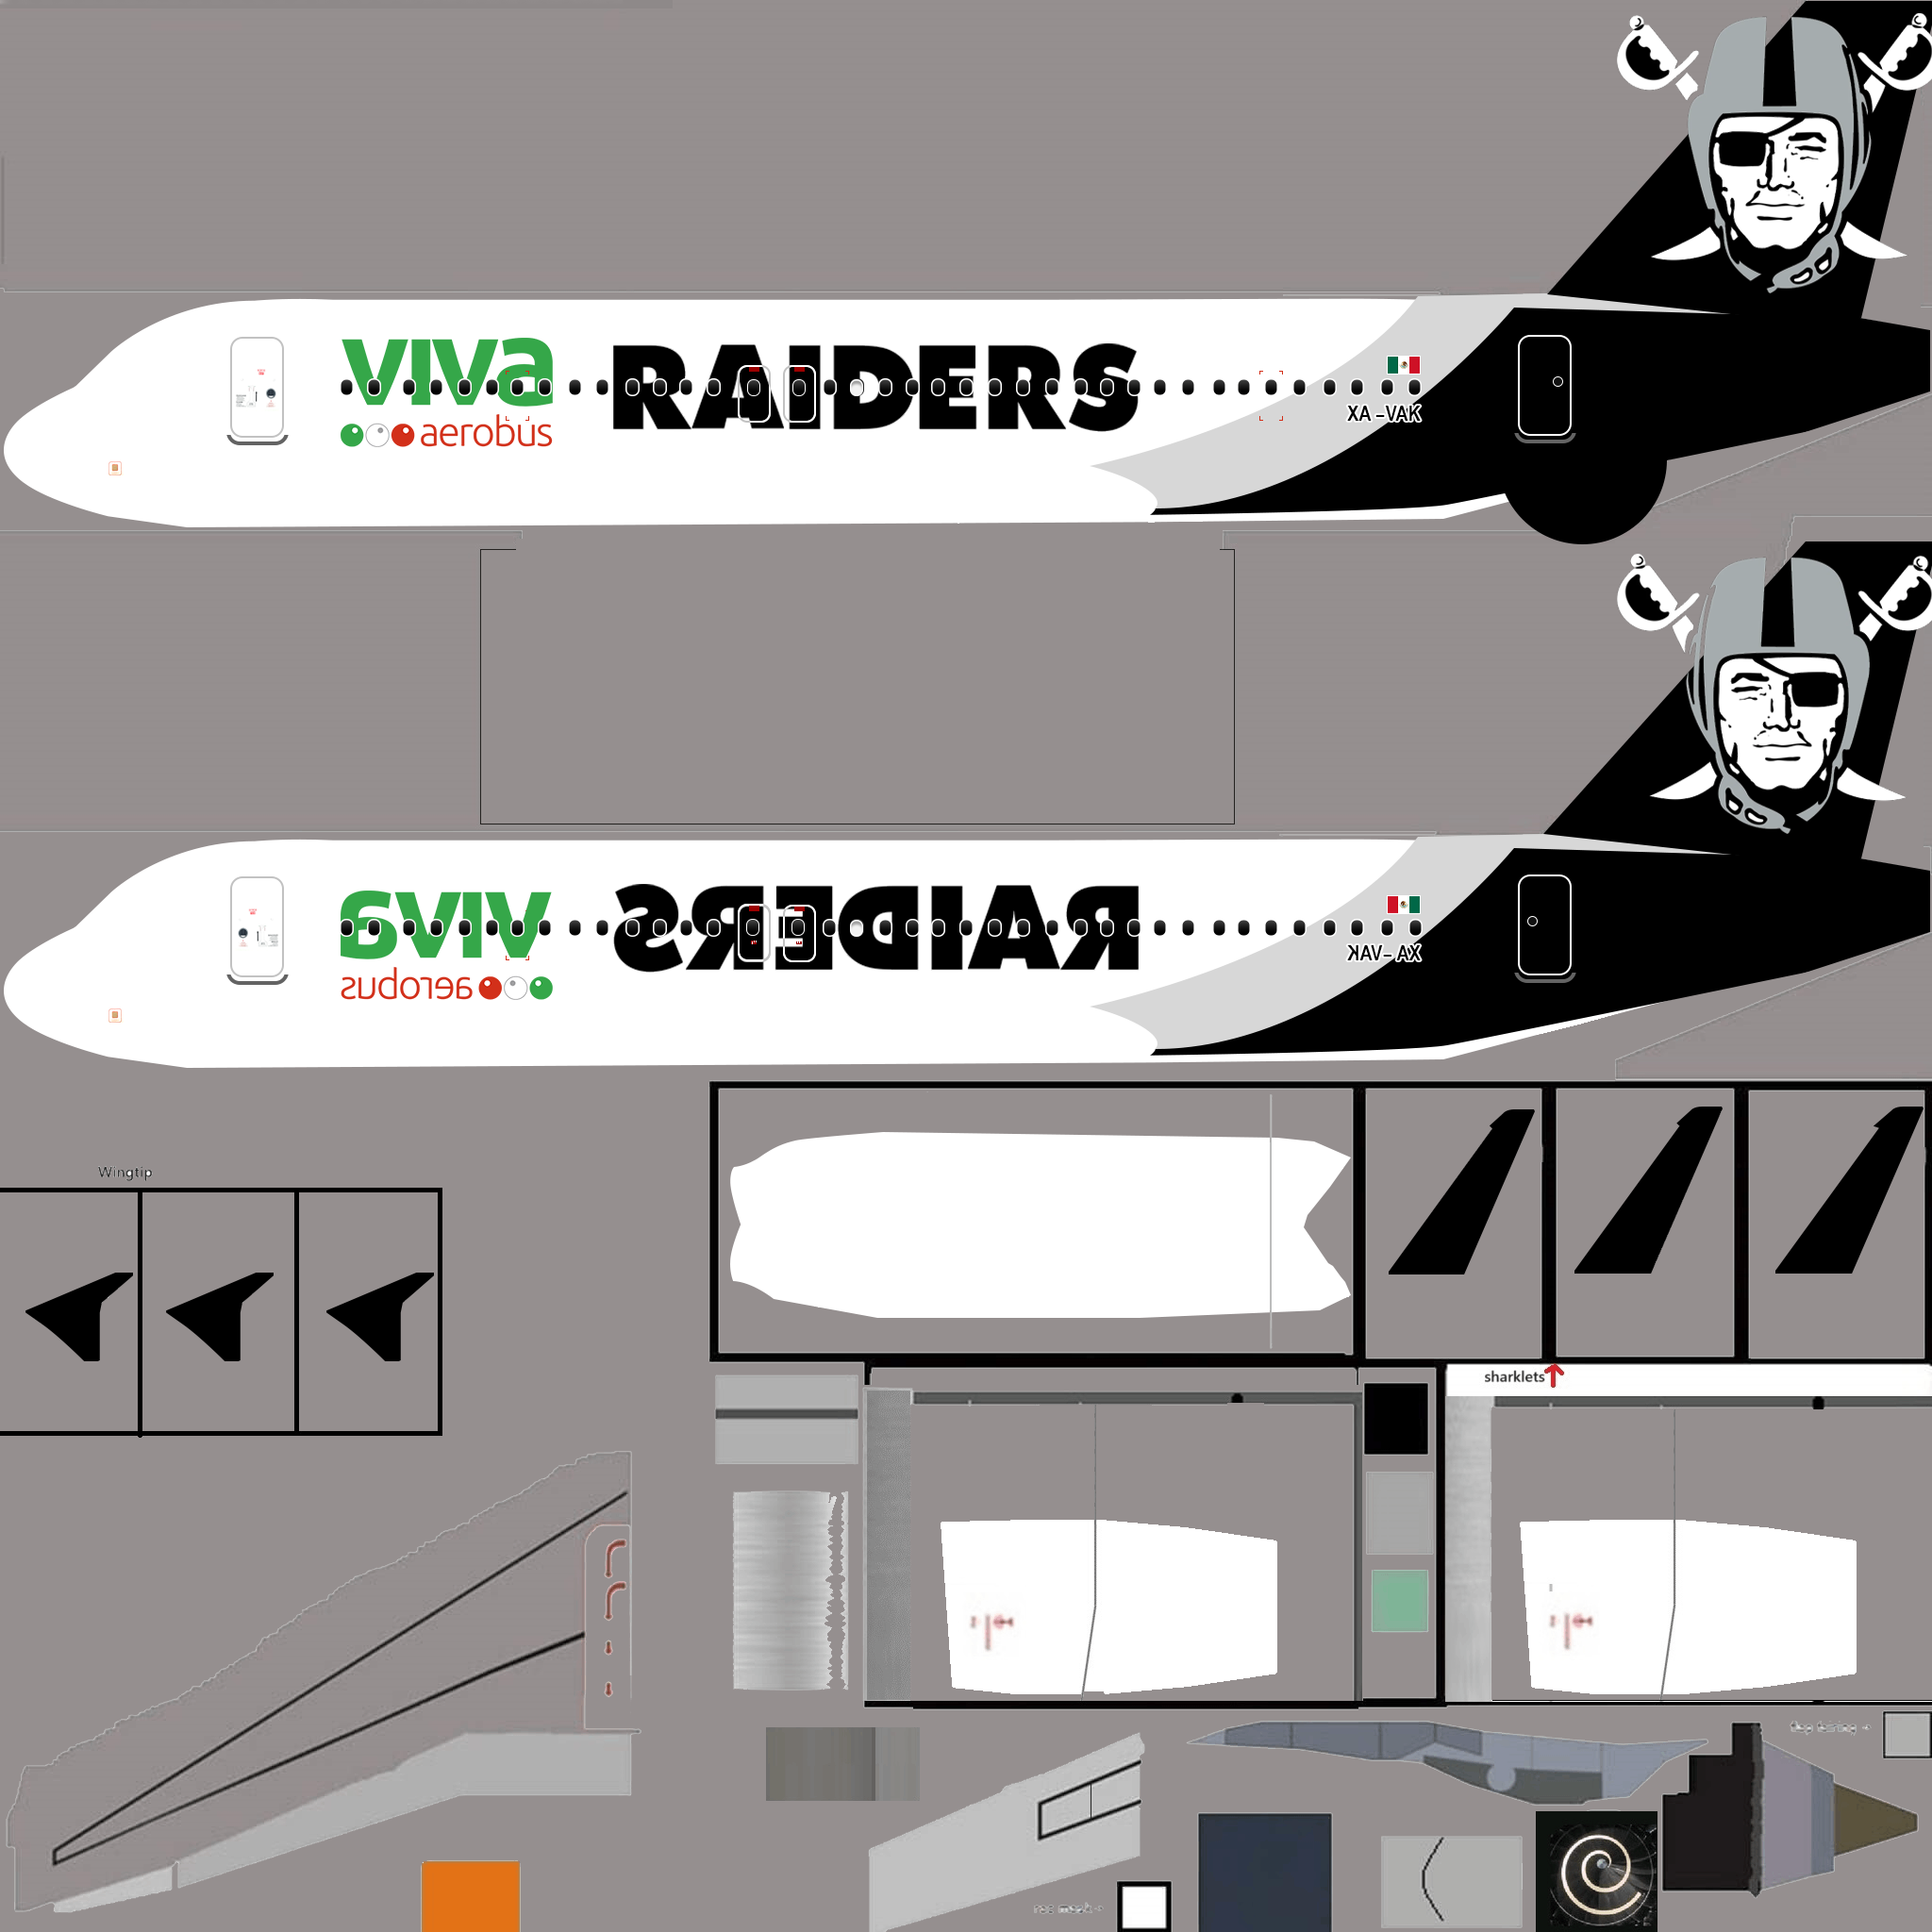 viva
RAIDERS
aerobus
XA-VAK
viva
RAIDERS
aerobus
XA-VAK
Wingtip
sharklets